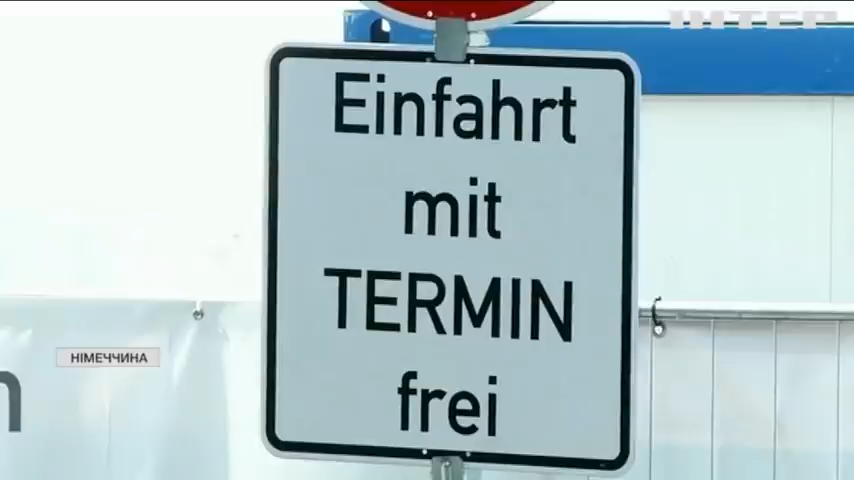 ІНТЕР
Einfahrt
mit
TERMIN
frei
НІМЕЧЧИНА